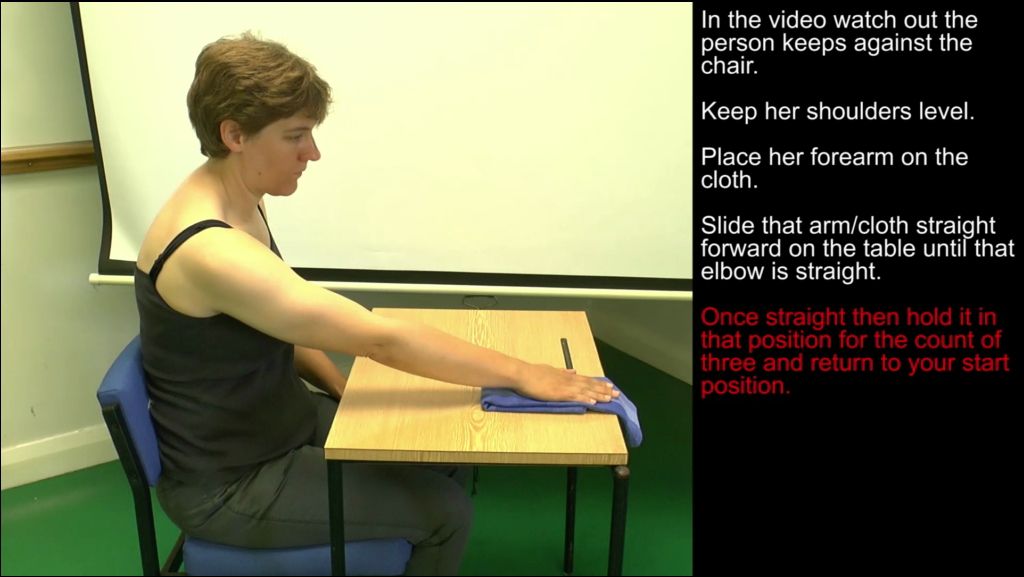 In the video watch out the
person keeps against the
chair.
Keep her shoulders level.
Place her forearm on the
cloth.
Slide that arm/cloth straight
forward on the table until that
elbow is straight.
Once straight then hold it in
that position for the count of
three and return to your start
position.